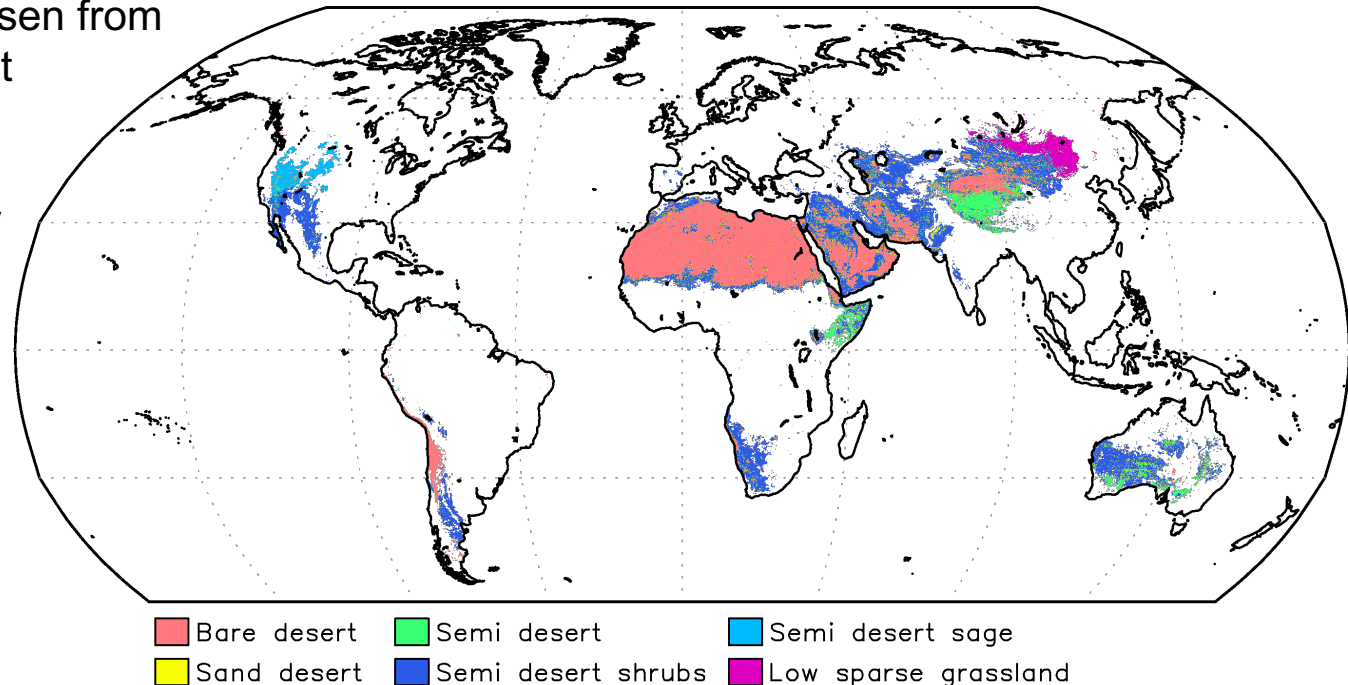 sen from
t
Bare desert
Semi desert
Semi desert sage
Sand desert
Semi desert shrubs
Low sparse grassland